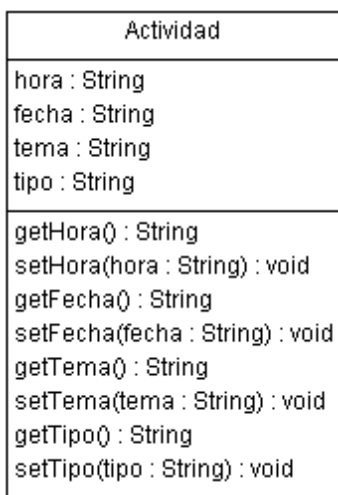 Actividad
hora : String
fecha : String
tema : String
tipo : String
getHora() : String
setHora(hora : String) : void
getFecha() : String
setFecha(fecha : String) : void
getTema() : String
setTema(tema : String) : void
getTipo() : String
setTipo(tipo : String) : void